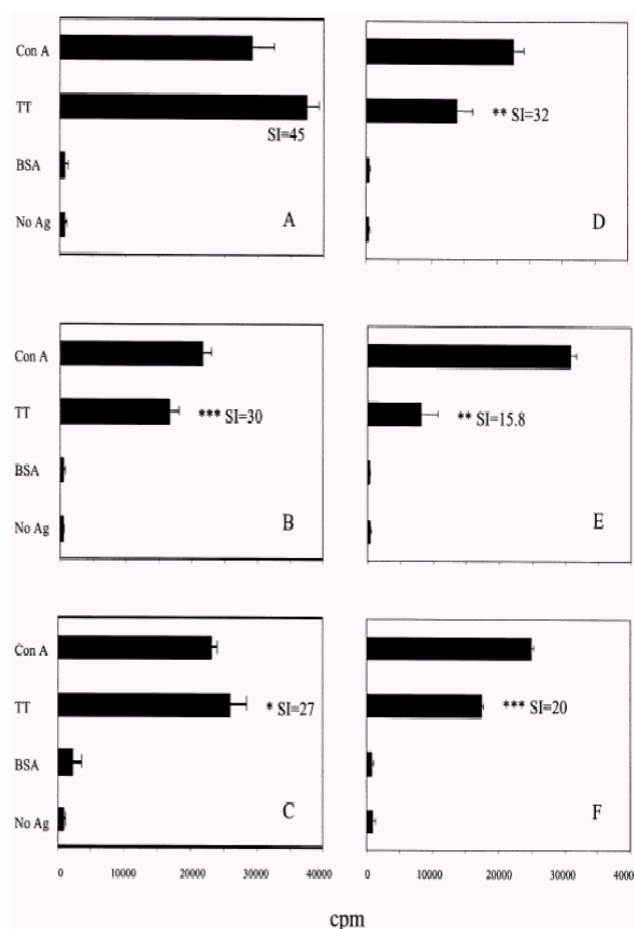 Con A
TT
SI=45
BSA
No Ag
A
** SI=32
D
Con A
TT
*** SI=30
BSA
No Ag
B
** SI=15.8
E
Con A
TT
* SI=27
BSA
No Ag
C
*** SI=20
F
0 10000 20000 30000 40000
0 10000 20000 30000 40000
cpm